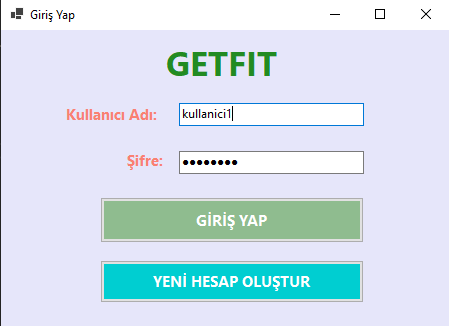 Giriş Yap
GETFIT
Kullanıcı Adı: kullanici1
Şifre: ●●●●●●●●
GİRİŞ YAP
YENİ HESAP OLUŞTUR